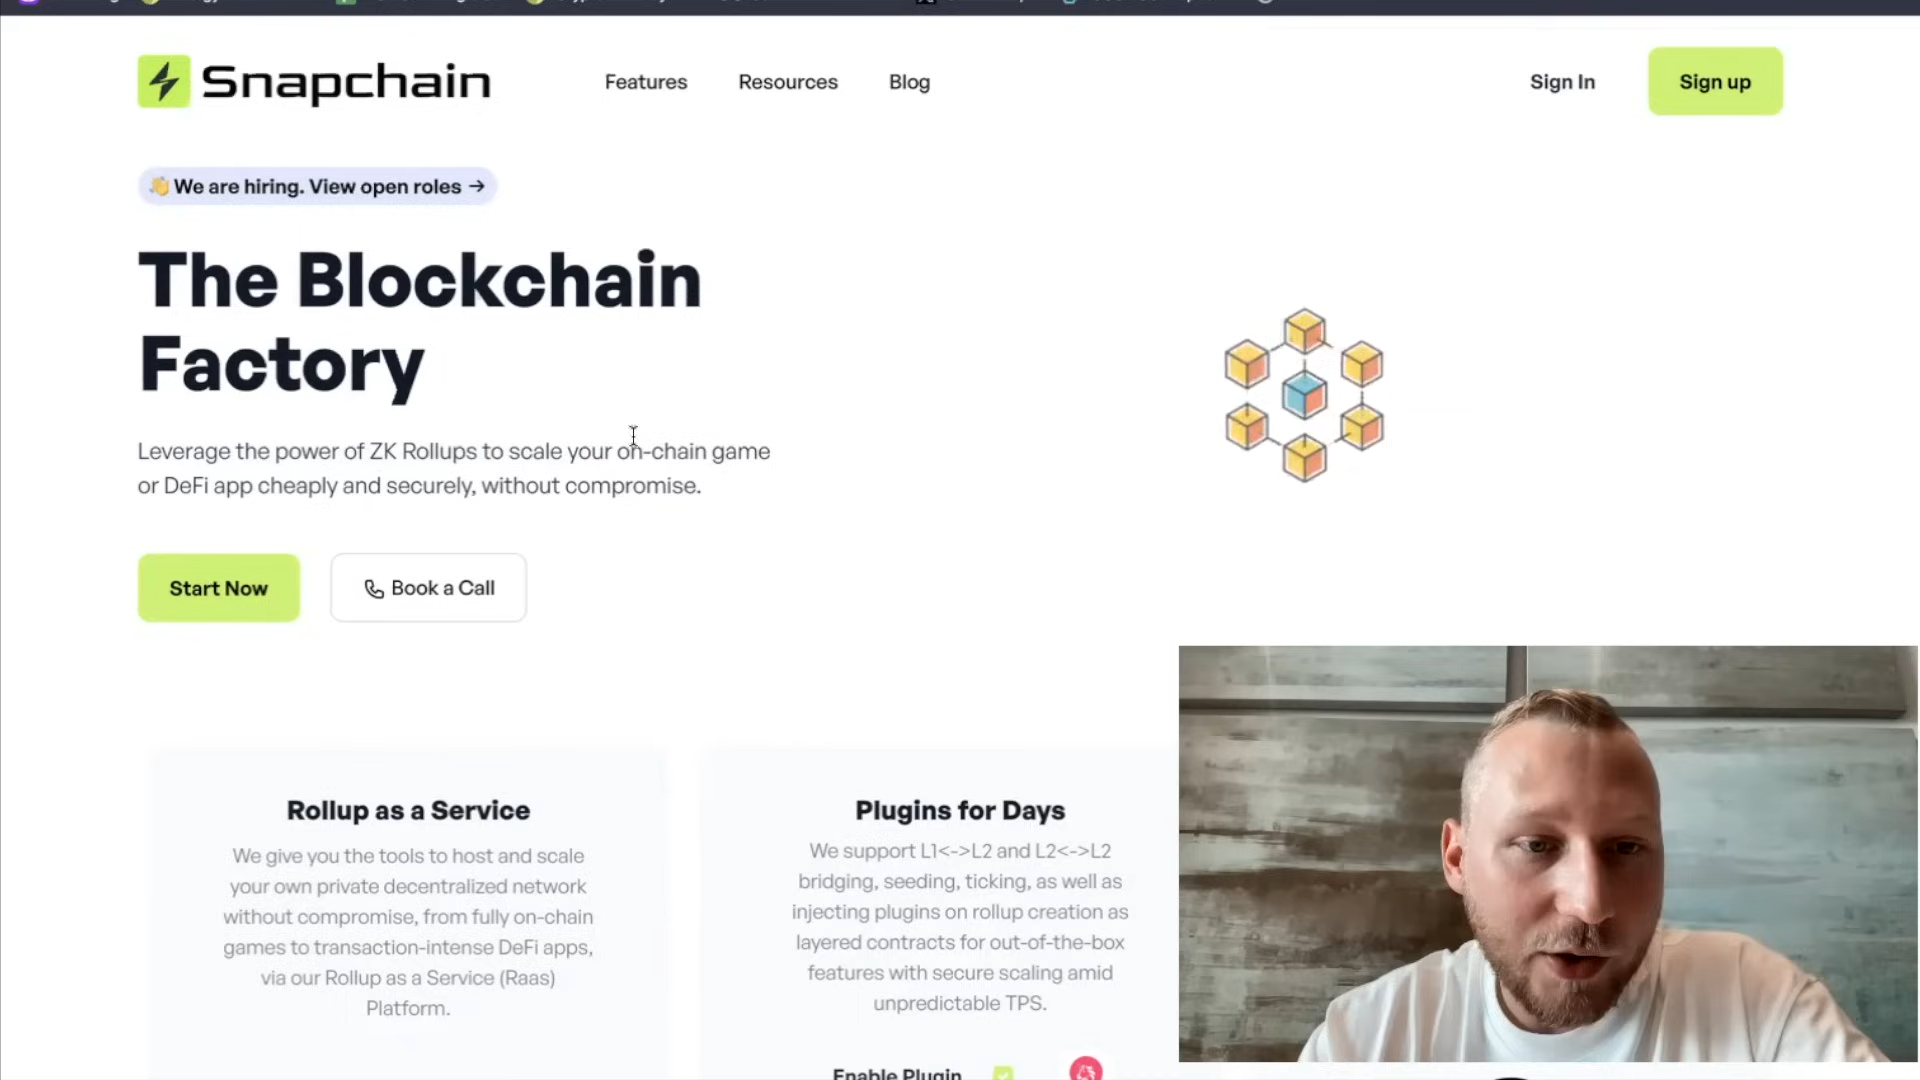 Snapchain
Features
Resources
Blog
Sign In
Sign up
👋 We are hiring. View open roles →
The Blockchain
Factory
Leverage the power of ZK Rollups to scale your on-chain game
or DeFi app cheaply and securely, without compromise.
Start Now
Book a Call
Rollup as a Service
We give you the tools to host and scale
your own private decentralized network
without compromise, from fully on-chain
games to transaction-intense DeFi apps,
via our Rollup as a Service (Raas)
Platform.
Plugins for Days
We support L1<->L2 and L2<->L2
bridging, seeding, ticking, as well as
injecting plugins on rollup creation as
layered contracts for out-of-the-box
features with secure scaling amid
unpredictable TPS.
Enable Plugin